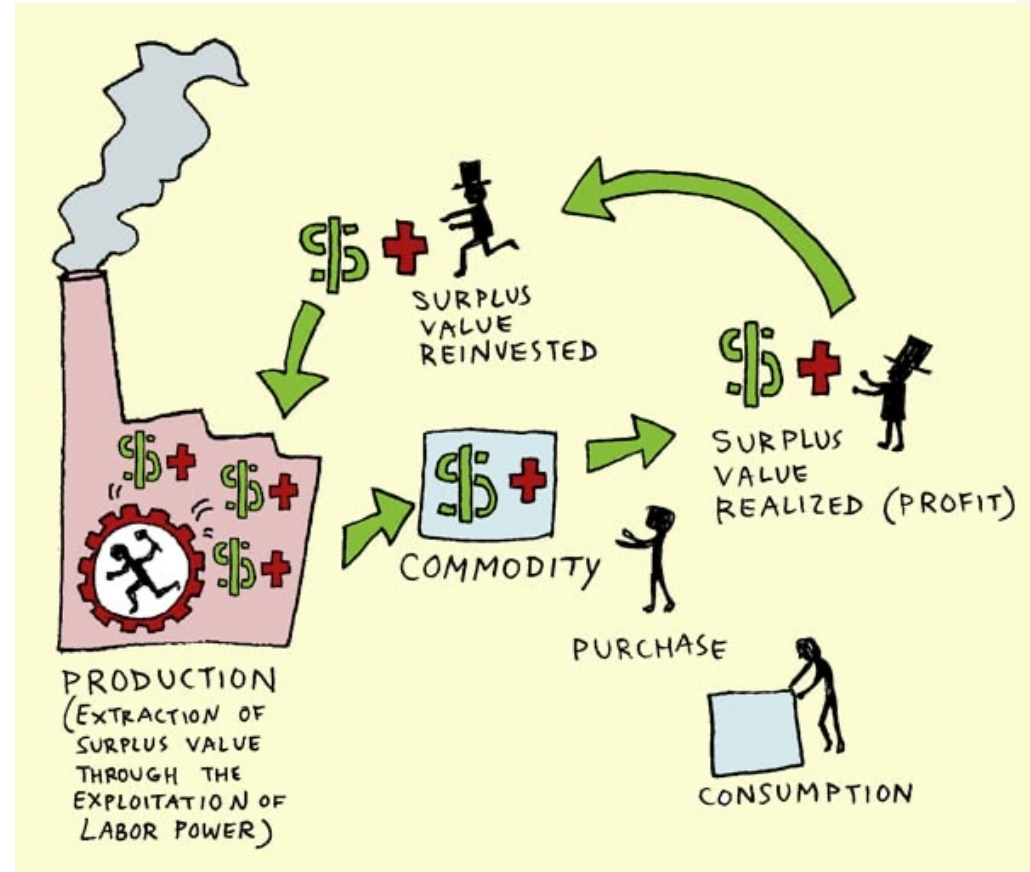 $ +
SURPLUS
VALUE
REINVESTED
$ +
SURPLUS
VALUE
REALIZED (PROFIT)
$ +
$ +
$ +
$ +
COMMODITY
PURCHASE
PRODUCTION
(EXTRACTION OF
SURPLUS VALUE
THROUGH THE
EXPLOITATION OF
LABOR POWER)
CONSUMPTION